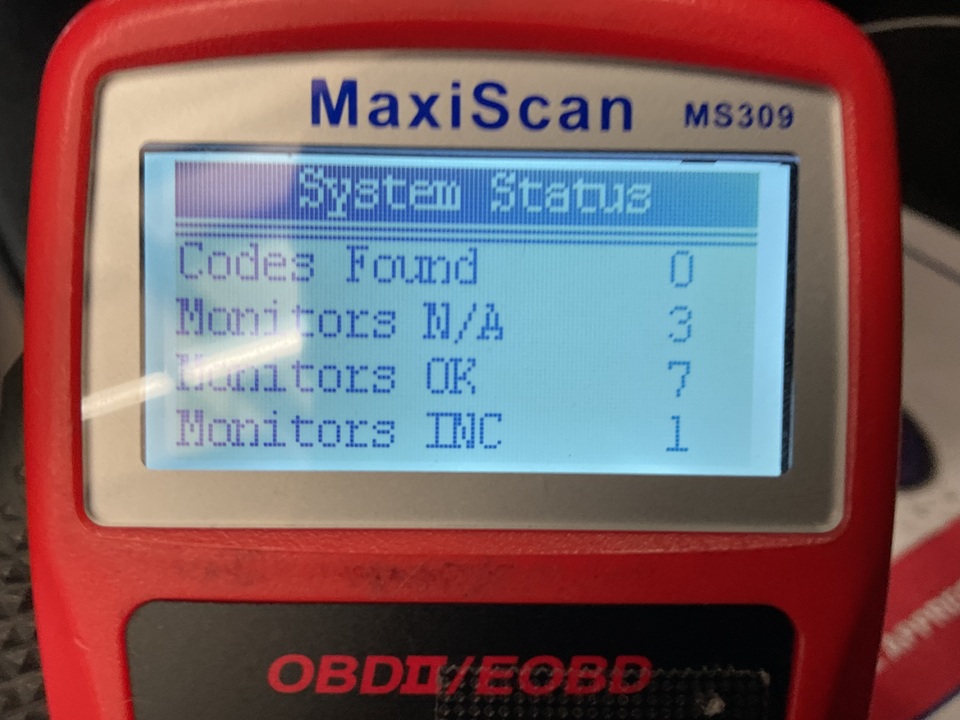 MaxiScan MS309
System Status
Codes Found 0
Monitors N/A 3
Monitors OK 7
Monitors INC 1
OBDII/EOBD